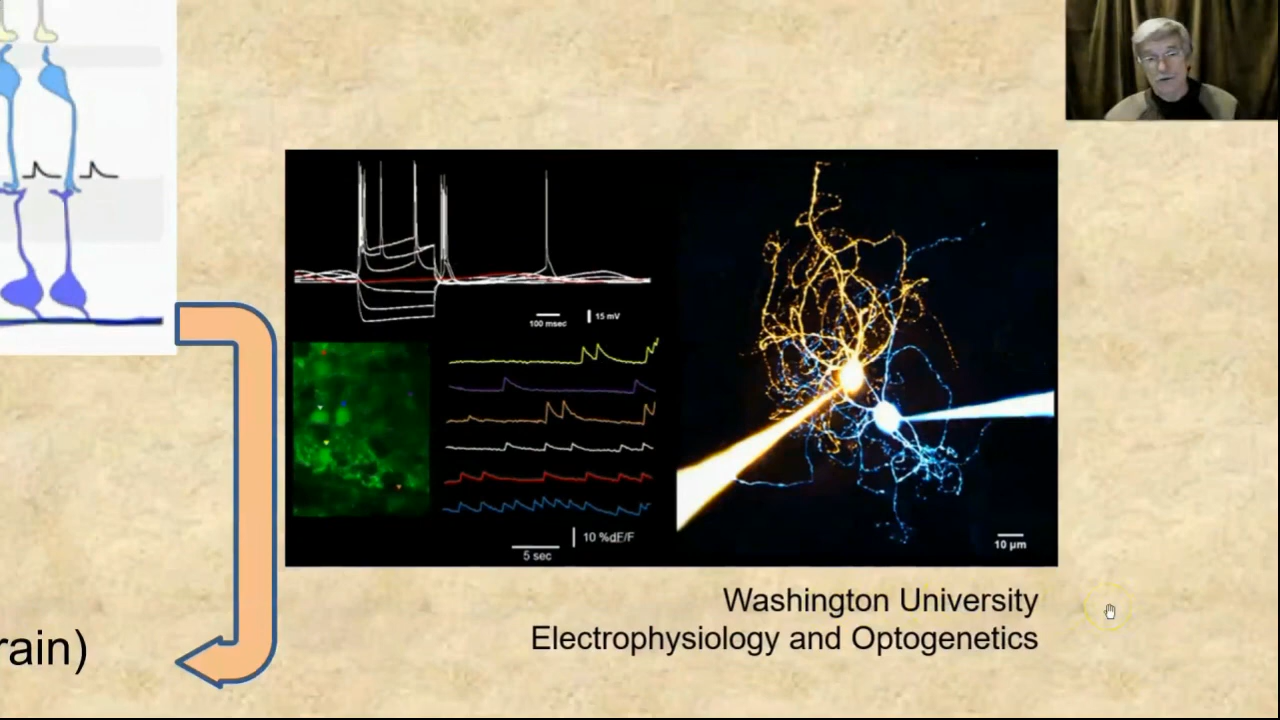 100 msec
15 mV
10 %dF/F
5 sec
10 µm
Washington University
Electrophysiology and Optogenetics
rain)